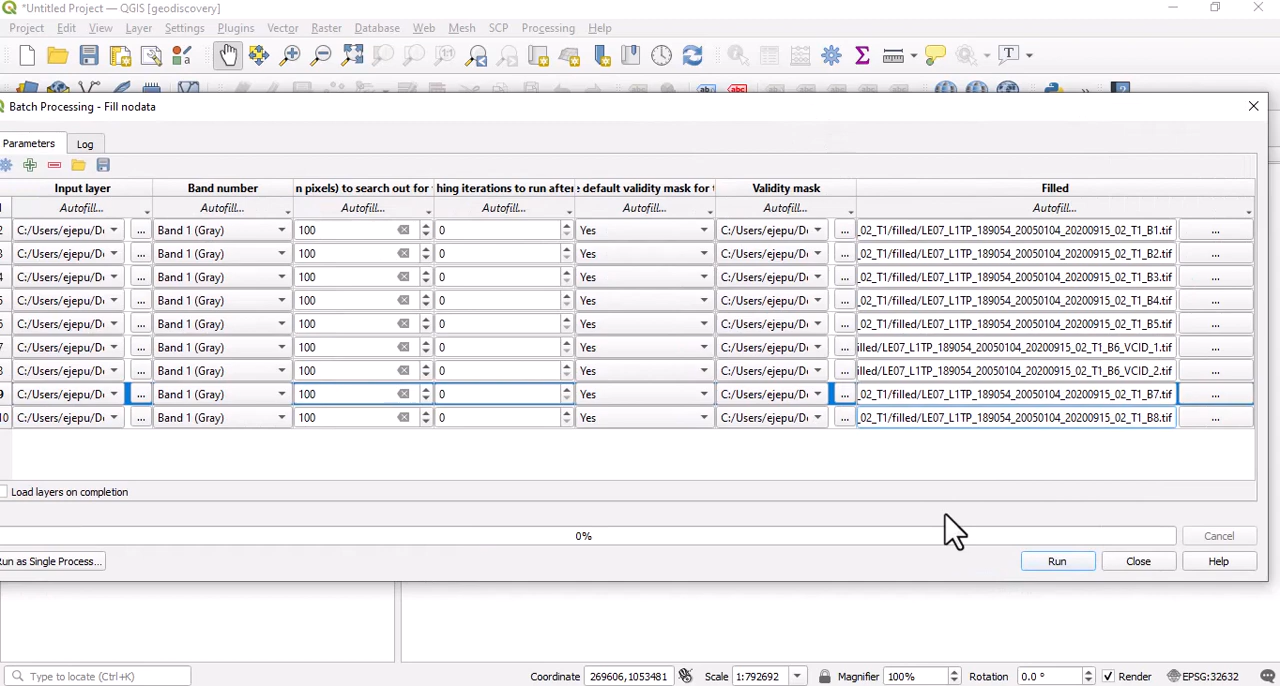 *Untitled Project — QGIS [geodiscovery]
Project Edit View Layer Settings Plugins Vector Raster Database Web Mesh SCP Processing Help
Batch Processing - Fill nodata
Parameters Log
Input layer Band number n pixels) to search out for hing iterations to run after default validity mask for Validity mask Filled
Autofill... Autofill... Autofill... Autofill... Autofill... Autofill... Autofill...
2 C:/Users/ejepu/D ... Band 1 (Gray) 100 0 Yes C:/Users/ejepu/D ... _02_T1/filled/LE07_L1TP_189054_20050104_20200915_02_T1_B1.tif ...
3 C:/Users/ejepu/D ... Band 1 (Gray) 100 0 Yes C:/Users/ejepu/D ... _02_T1/filled/LE07_L1TP_189054_20050104_20200915_02_T1_B2.tif ...
4 C:/Users/ejepu/D ... Band 1 (Gray) 100 0 Yes C:/Users/ejepu/D ... _02_T1/filled/LE07_L1TP_189054_20050104_20200915_02_T1_B3.tif ...
5 C:/Users/ejepu/D ... Band 1 (Gray) 100 0 Yes C:/Users/ejepu/D ... _02_T1/filled/LE07_L1TP_189054_20050104_20200915_02_T1_B4.tif ...
6 C:/Users/ejepu/D ... Band 1 (Gray) 100 0 Yes C:/Users/ejepu/D ... _02_T1/filled/LE07_L1TP_189054_20050104_20200915_02_T1_B5.tif ...
7 C:/Users/ejepu/D ... Band 1 (Gray) 100 0 Yes C:/Users/ejepu/D ... illed/LE07_L1TP_189054_20050104_20200915_02_T1_B6_VCID_1.tif ...
8 C:/Users/ejepu/D ... Band 1 (Gray) 100 0 Yes C:/Users/ejepu/D ... illed/LE07_L1TP_189054_20050104_20200915_02_T1_B6_VCID_2.tif ...
9 C:/Users/ejepu/D ... Band 1 (Gray) 100 0 Yes C:/Users/ejepu/D ... _02_T1/filled/LE07_L1TP_189054_20050104_20200915_02_T1_B7.tif ...
10 C:/Users/ejepu/D ... Band 1 (Gray) 100 0 Yes C:/Users/ejepu/D ... _02_T1/filled/LE07_L1TP_189054_20050104_20200915_02_T1_B8.tif ...
Load layers on completion
0% Cancel
Run as Single Process... Run Close Help
Type to locate (Ctrl+K) Coordinate 269606,1053481 Scale 1:792692 Magnifier 100% Rotation 0.0 ° Render EPSG:32632